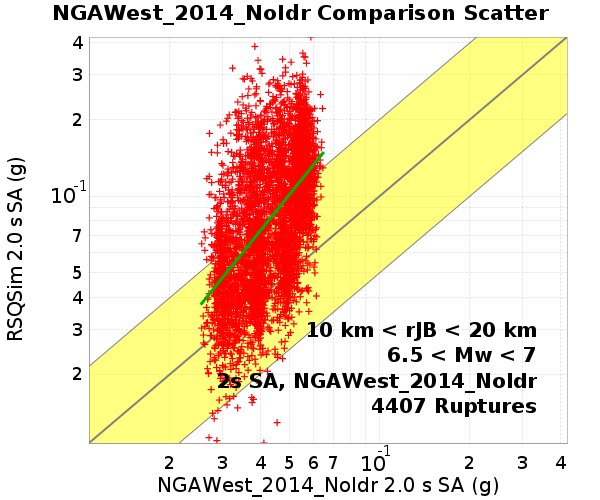 NGAWest_2014_NoIdr Comparison Scatter
4
3
2
10-1
7
5
4
3
2
RSQSim 2.0 s SA (g)
10 km < rJB < 20 km
6.5 < Mw < 7
2s SA, NGAWest_2014_NoIdr
4407 Ruptures
2 3 4 5 6 7 10-1 2 3 4
NGAWest_2014_NoIdr 2.0 s SA (g)